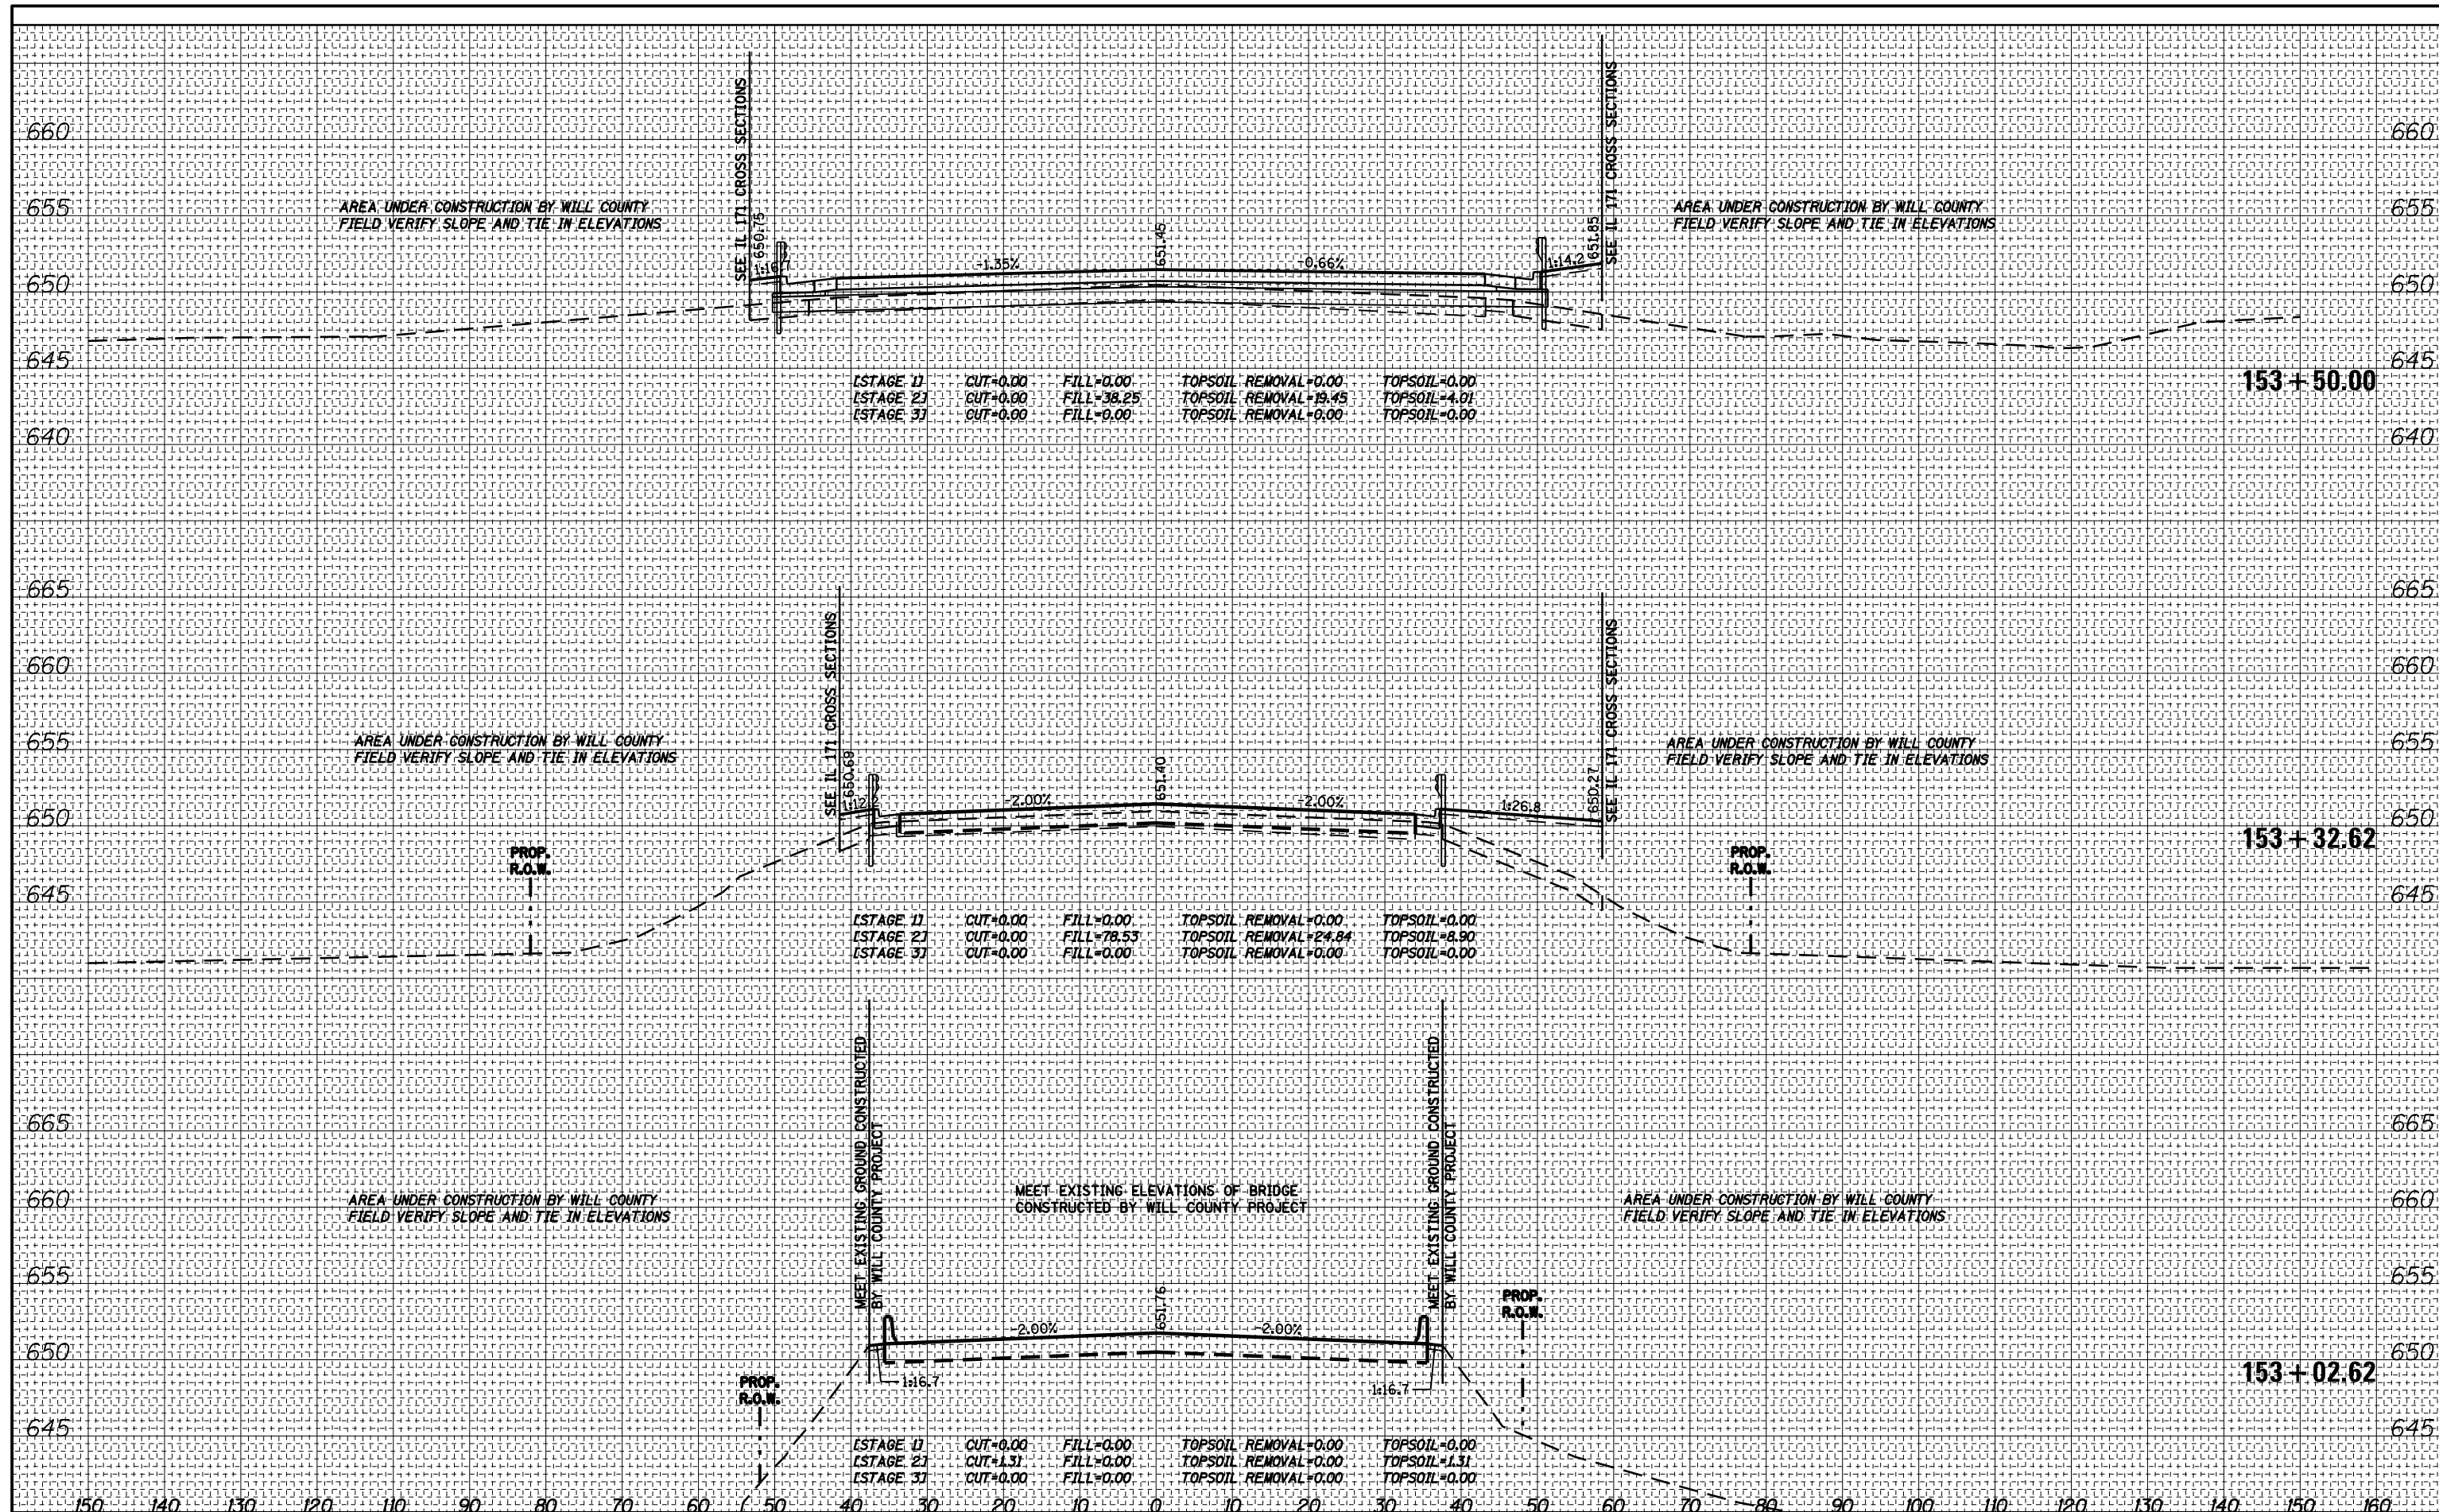 SEE IL 171 CROSS SECTIONS
SEE IL 171 CROSS SECTIONS
660 660
655 655
AREA UNDER CONSTRUCTION BY WILL COUNTY
FIELD VERIFY SLOPE AND TIE IN ELEVATIONS
AREA UNDER CONSTRUCTION BY WILL COUNTY
FIELD VERIFY SLOPE AND TIE IN ELEVATIONS
650.75
651.45
651.85
-1.35% -0.66% 1:14.2
650 650
645 645
153+50.00
[STAGE 1] CUT=0.00 FILL=0.00 TOPSOIL REMOVAL=0.00 TOPSOIL=0.00
[STAGE 2] CUT=0.00 FILL=38.25 TOPSOIL REMOVAL=19.45 TOPSOIL=4.01
[STAGE 3] CUT=0.00 FILL=0.00 TOPSOIL REMOVAL=0.00 TOPSOIL=0.00
640 640
665 665
SEE IL 171 CROSS SECTIONS
SEE IL 171 CROSS SECTIONS
660 660
655 655
AREA UNDER CONSTRUCTION BY WILL COUNTY
FIELD VERIFY SLOPE AND TIE IN ELEVATIONS
AREA UNDER CONSTRUCTION BY WILL COUNTY
FIELD VERIFY SLOPE AND TIE IN ELEVATIONS
650.69
651.40
650.27
1:12.2 -2.00% -2.00% 1:26.8
650 650
153+32.62
PROP.
R.O.W.
PROP.
R.O.W.
645 645
[STAGE 1] CUT=0.00 FILL=0.00 TOPSOIL REMOVAL=0.00 TOPSOIL=0.00
[STAGE 2] CUT=0.00 FILL=78.53 TOPSOIL REMOVAL=24.84 TOPSOIL=8.90
[STAGE 3] CUT=0.00 FILL=0.00 TOPSOIL REMOVAL=0.00 TOPSOIL=0.00
665 665
MEET EXISTING GROUND CONSTRUCTED
BY WILL COUNTY PROJECT
MEET EXISTING GROUND CONSTRUCTED
BY WILL COUNTY PROJECT
660 660
AREA UNDER CONSTRUCTION BY WILL COUNTY
FIELD VERIFY SLOPE AND TIE IN ELEVATIONS
MEET EXISTING ELEVATIONS OF BRIDGE
CONSTRUCTED BY WILL COUNTY PROJECT
AREA UNDER CONSTRUCTION BY WILL COUNTY
FIELD VERIFY SLOPE AND TIE IN ELEVATIONS
655 655
651.76
PROP.
R.O.W.
-2.00% -2.00%
650 650
153+02.62
1:16.7 1:16.7
PROP.
R.O.W.
645 645
[STAGE 1] CUT=0.00 FILL=0.00 TOPSOIL REMOVAL=0.00 TOPSOIL=0.00
[STAGE 2] CUT=1.31 FILL=0.00 TOPSOIL REMOVAL=0.00 TOPSOIL=1.31
[STAGE 3] CUT=0.00 FILL=0.00 TOPSOIL REMOVAL=0.00 TOPSOIL=0.00
150 140 130 120 110 90 80 70 60 50 40 30 20 10 0 10 20 30 40 50 60 70 80 90 100 110 120 130 140 150 160